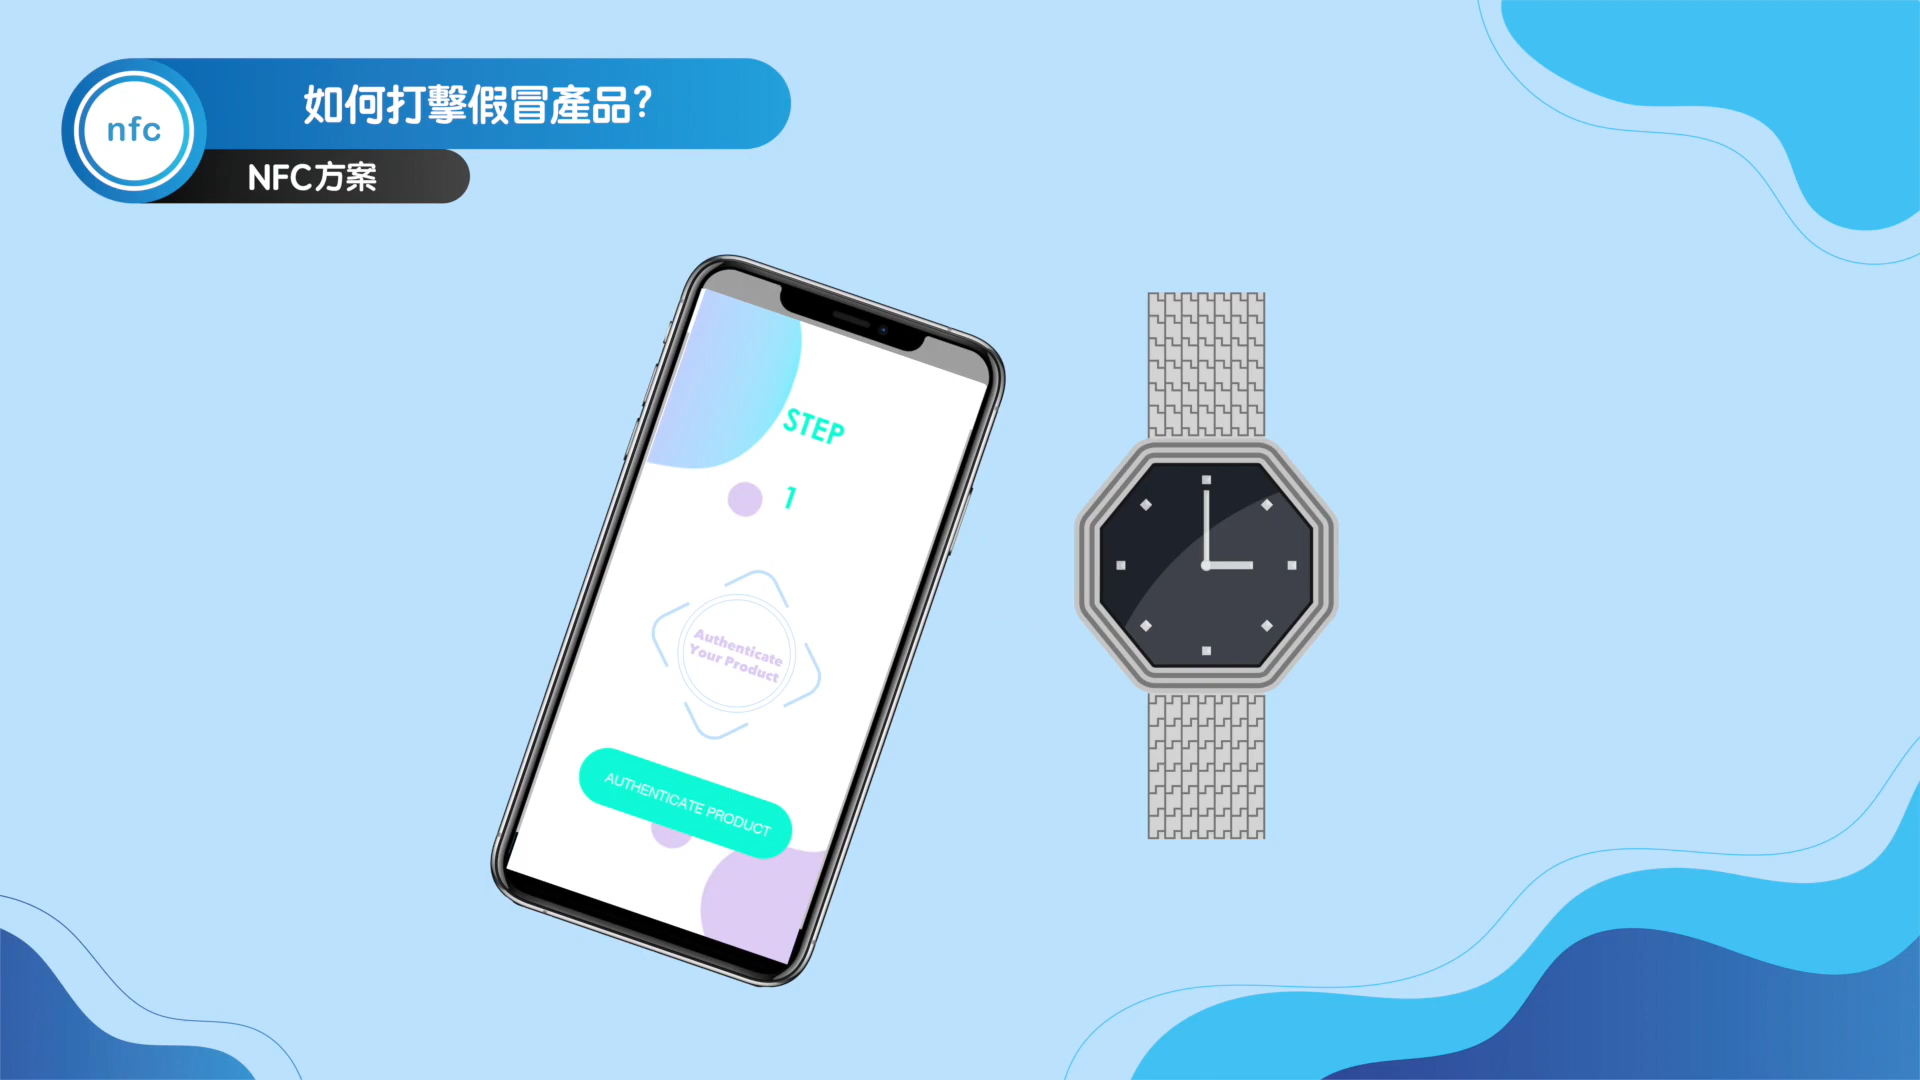 如何打擊假冒產品?
nfc
NFC方案
STEP
1
Authenticate
Your Product
AUTHENTICATE PRODUCT